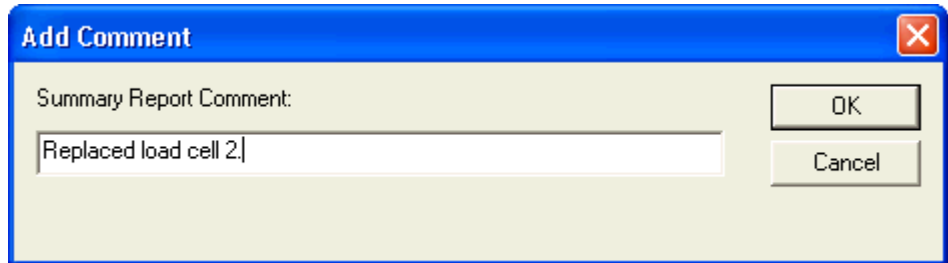 Add Comment
Summary Report Comment:
OK
Replaced load cell 2.
Cancel